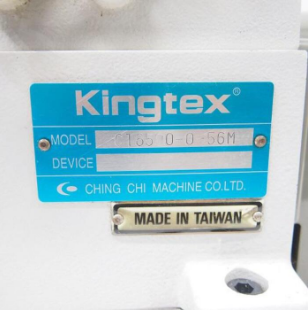 Kingtex®
MODEL
DEVICE
CHING CHI MACHINE CO.LTD.
MADE IN TAIWAN